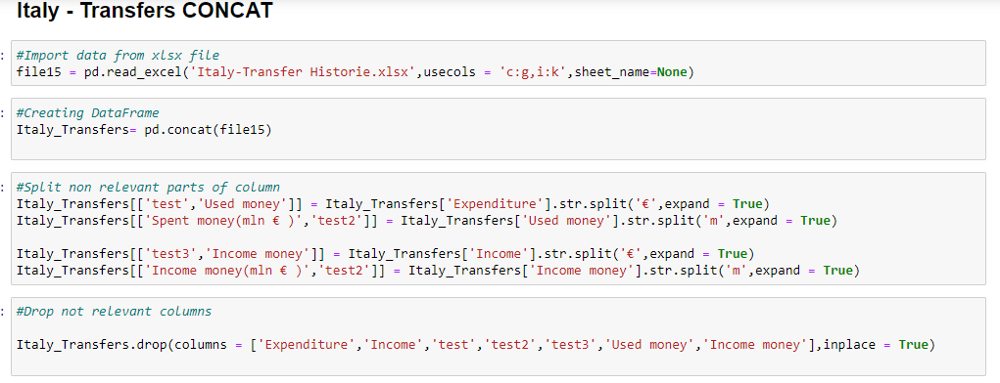 Italy - Transfers CONCAT
:
#Import data from xlsx file
file15 = pd.read_excel('Italy-Transfer Historie.xlsx',usecols = 'c:g,i:k',sheet_name=None)
:
#Creating DataFrame
Italy_Transfers= pd.concat(file15)
:
#Split non relevant parts of column
Italy_Transfers[['test','Used money']] = Italy_Transfers['Expenditure'].str.split('€',expand = True)
Italy_Transfers[['Spent money(mln € )','test2']] = Italy_Transfers['Used money'].str.split('m',expand = True)
Italy_Transfers[['test3','Income money']] = Italy_Transfers['Income'].str.split('€',expand = True)
Italy_Transfers[['Income money(mln € )','test2']] = Italy_Transfers['Income money'].str.split('m',expand = True)
:
#Drop not relevant columns
Italy_Transfers.drop(columns = ['Expenditure','Income','test','test2','test3','Used money','Income money'],inplace = True)